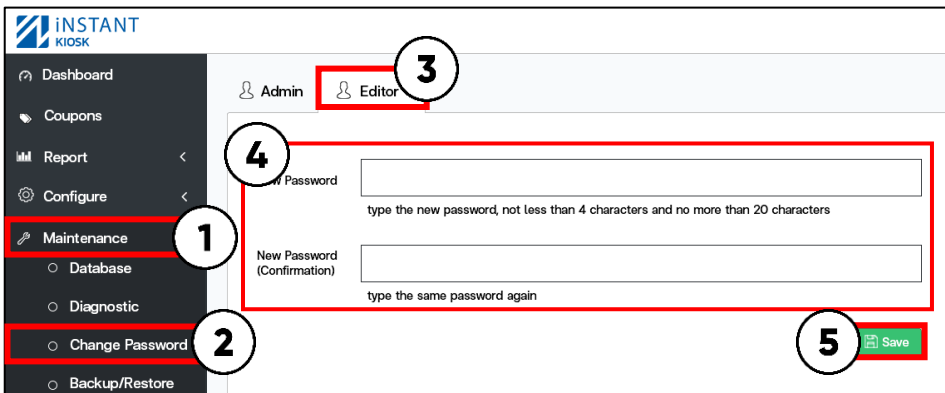 iNSTANT
KIOSK
Dashboard
Coupons
Report
Configure
Maintenance
Database
Diagnostic
Change Password
Backup/Restore
1
2
Admin
Editor
3
4
Password
type the new password, not less than 4 characters and no more than 20 characters
New Password
(Confirmation)
type the same password again
5
Save